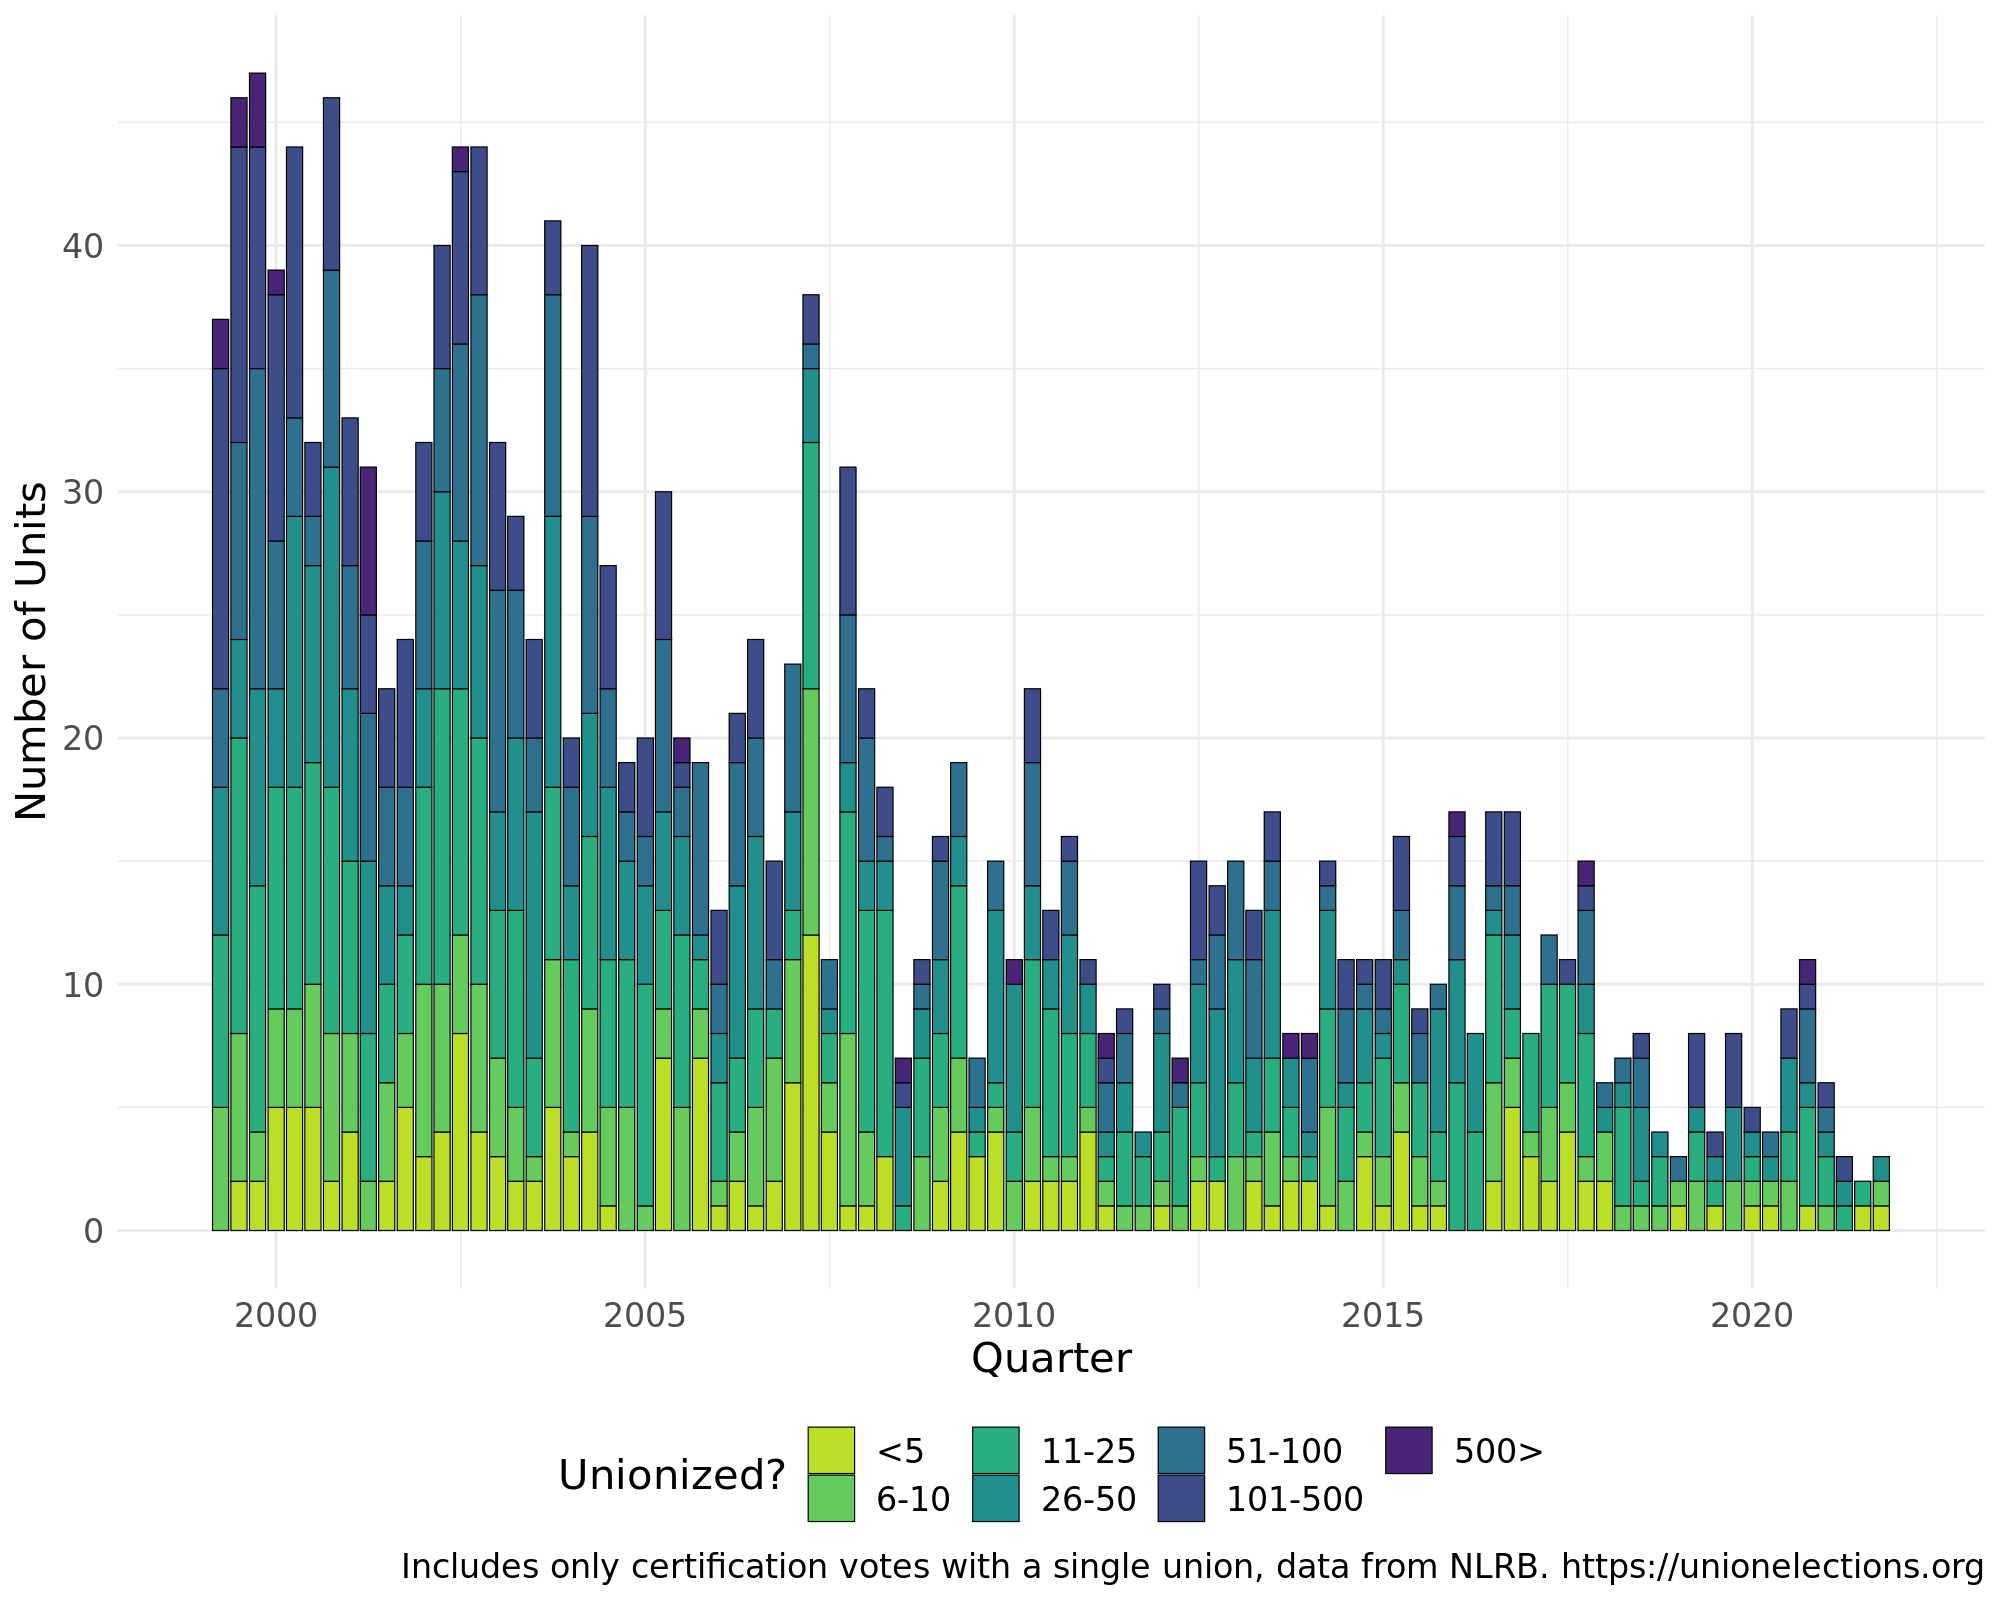 Number of Units
40
30
20
10
0
2000 2005 2010 2015 2020
Quarter
Unionized?
<5 11-25 51-100 500>
6-10 26-50 101-500
Includes only certification votes with a single union, data from NLRB. https://unionelections.org